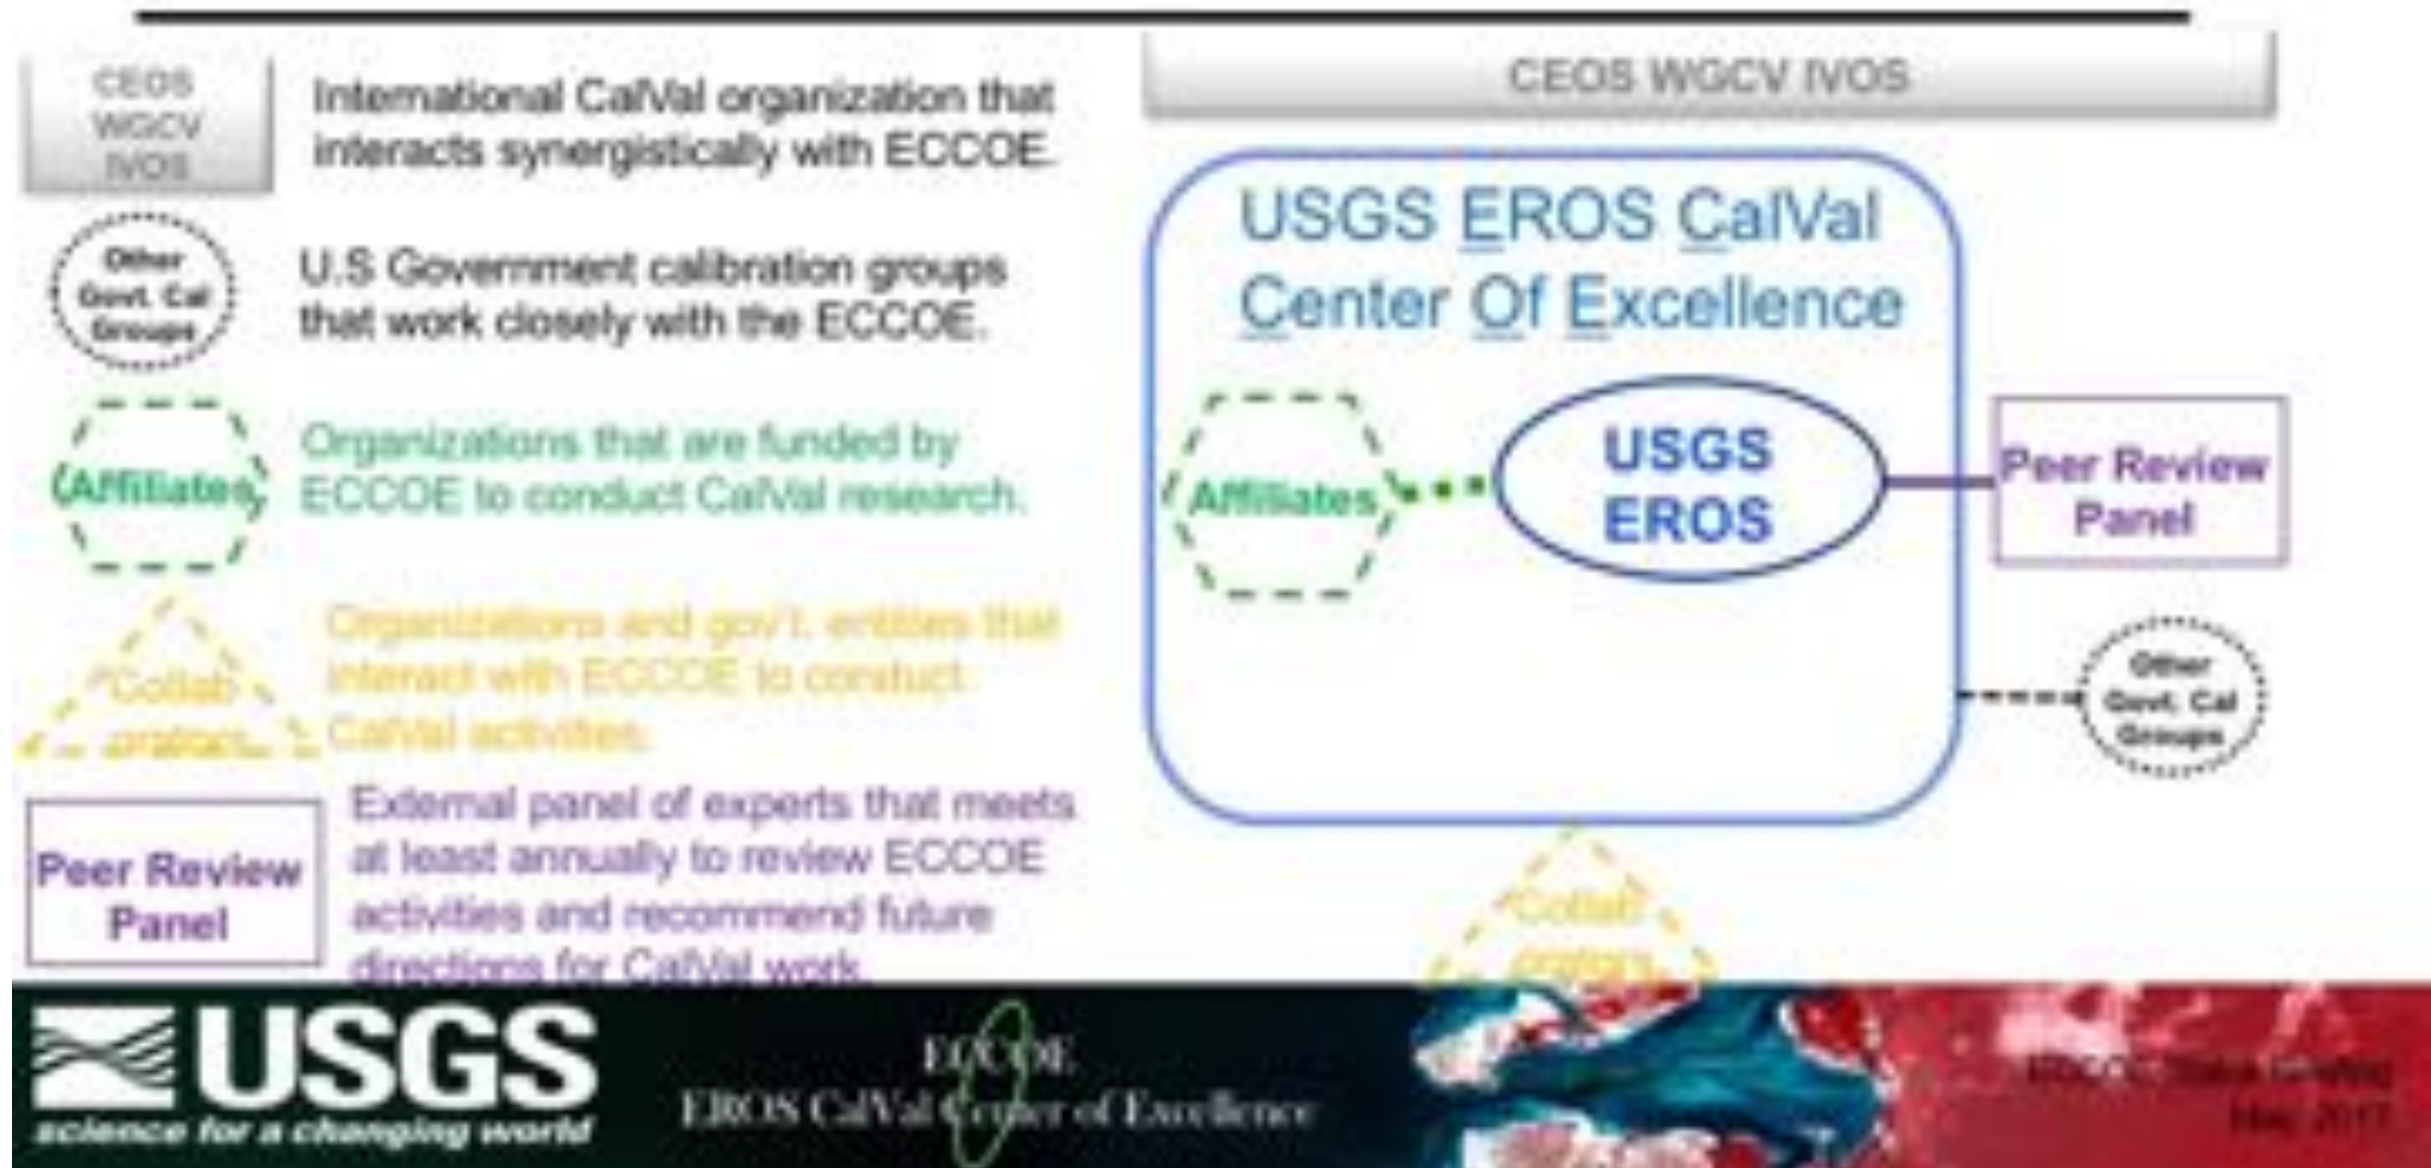 CEOS
WGCV
IVOS
International CalVal organization that
interacts synergistically with ECCOE.
Other
Govt. Cal
Groups
U.S Government calibration groups
that work closely with the ECCOE.
Affiliates
Organizations that are funded by
ECCOE to conduct CalVal research.
Collab
orators
Organizations and gov't. entities that
interact with ECCOE to conduct
CalVal activities.
Peer Review
Panel
External panel of experts that meets
at least annually to review ECCOE
activities and recommend future
directions for CalVal work.
CEOS WGCV IVOS
USGS EROS CalVal
Center Of Excellence
Affiliates
USGS
EROS
Peer Review
Panel
Other
Govt. Cal
Groups
Collab
orators
USGS
science for a changing world
ECCOE
EROS CalVal Center of Excellence
May, 2017